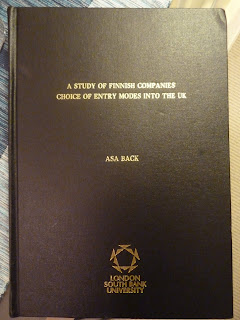 A STUDY OF FINNISH COMPANIES'
CHOICE OF ENTRY MODES INTO THE UK
ASA BACK
LONDON
SOUTH BANK
UNIVERSITY